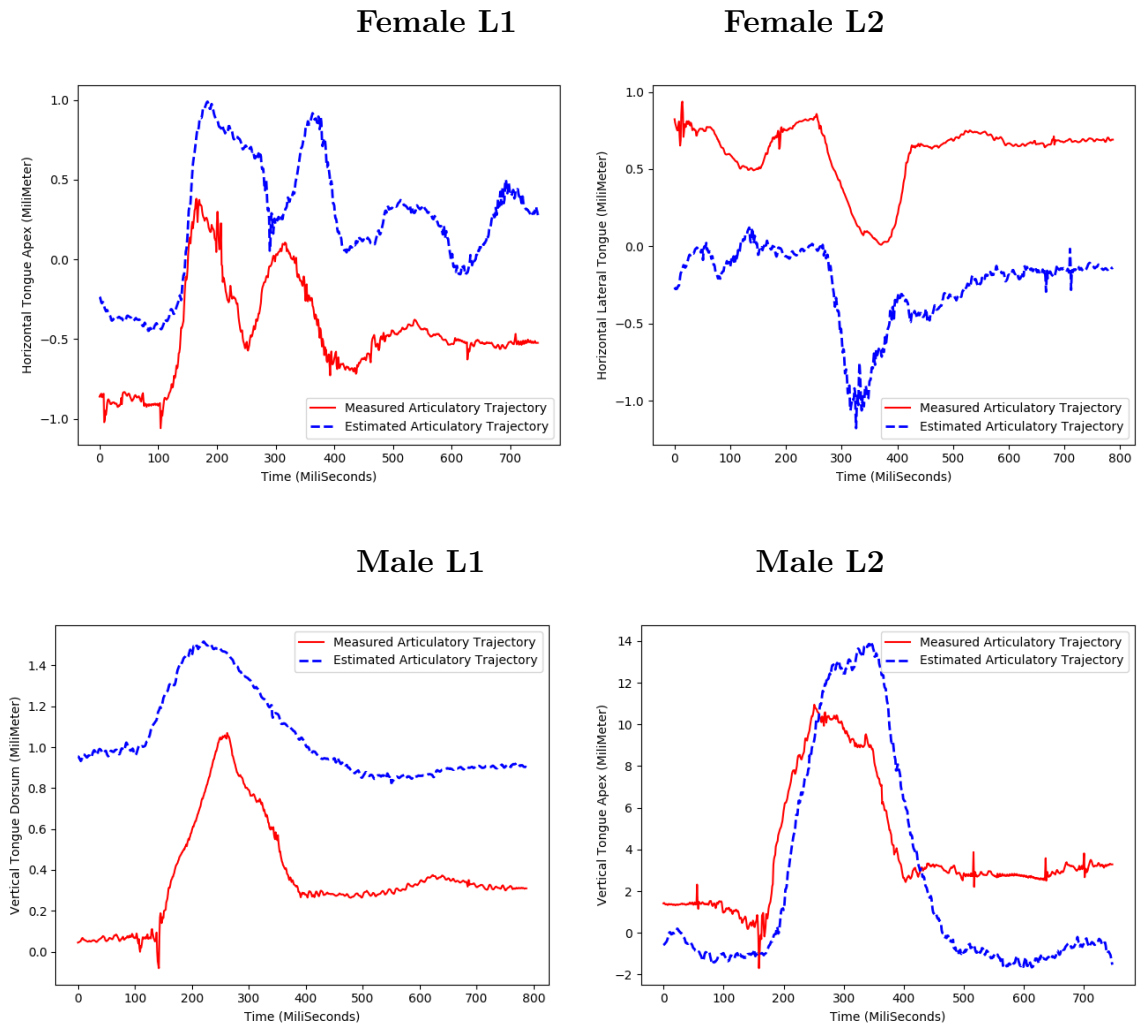 Female L1
Female L2
1.0
0.5
0.0
−0.5
−1.0
Horizontal Tongue Apex (MiliMeter)
Measured Articulatory Trajectory
Estimated Articulatory Trajectory
0 100 200 300 400 500 600 700
Time (MiliSeconds)
1.0
0.5
0.0
−0.5
−1.0
Horizontal Lateral Tongue (MiliMeter)
Measured Articulatory Trajectory
Estimated Articulatory Trajectory
0 100 200 300 400 500 600 700 800
Time (MiliSeconds)
Male L1
Male L2
1.4
1.2
1.0
0.8
0.6
0.4
0.2
0.0
Vertical Tongue Dorsum (MiliMeter)
Measured Articulatory Trajectory
Estimated Articulatory Trajectory
0 100 200 300 400 500 600 700 800
Time (MiliSeconds)
14
12
10
8
6
4
2
0
−2
Vertical Tongue Apex (MiliMeter)
Measured Articulatory Trajectory
Estimated Articulatory Trajectory
0 100 200 300 400 500 600 700
Time (MiliSeconds)